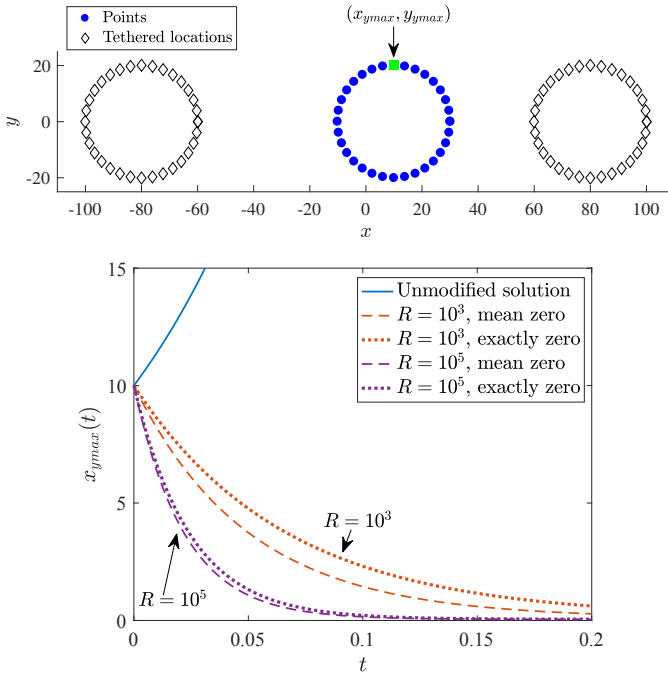 Points
Tethered locations
(x_{ymax}, y_{ymax})
20
0
-20
y
-100 -80 -60 -40 -20 0 20 40 60 80 100
x
15
10
5
0
x_{ymax}(t)
Unmodified solution
R = 10^3, mean zero
R = 10^3, exactly zero
R = 10^5, mean zero
R = 10^5, exactly zero
R = 10^3
R = 10^5
0 0.05 0.1 0.15 0.2
t